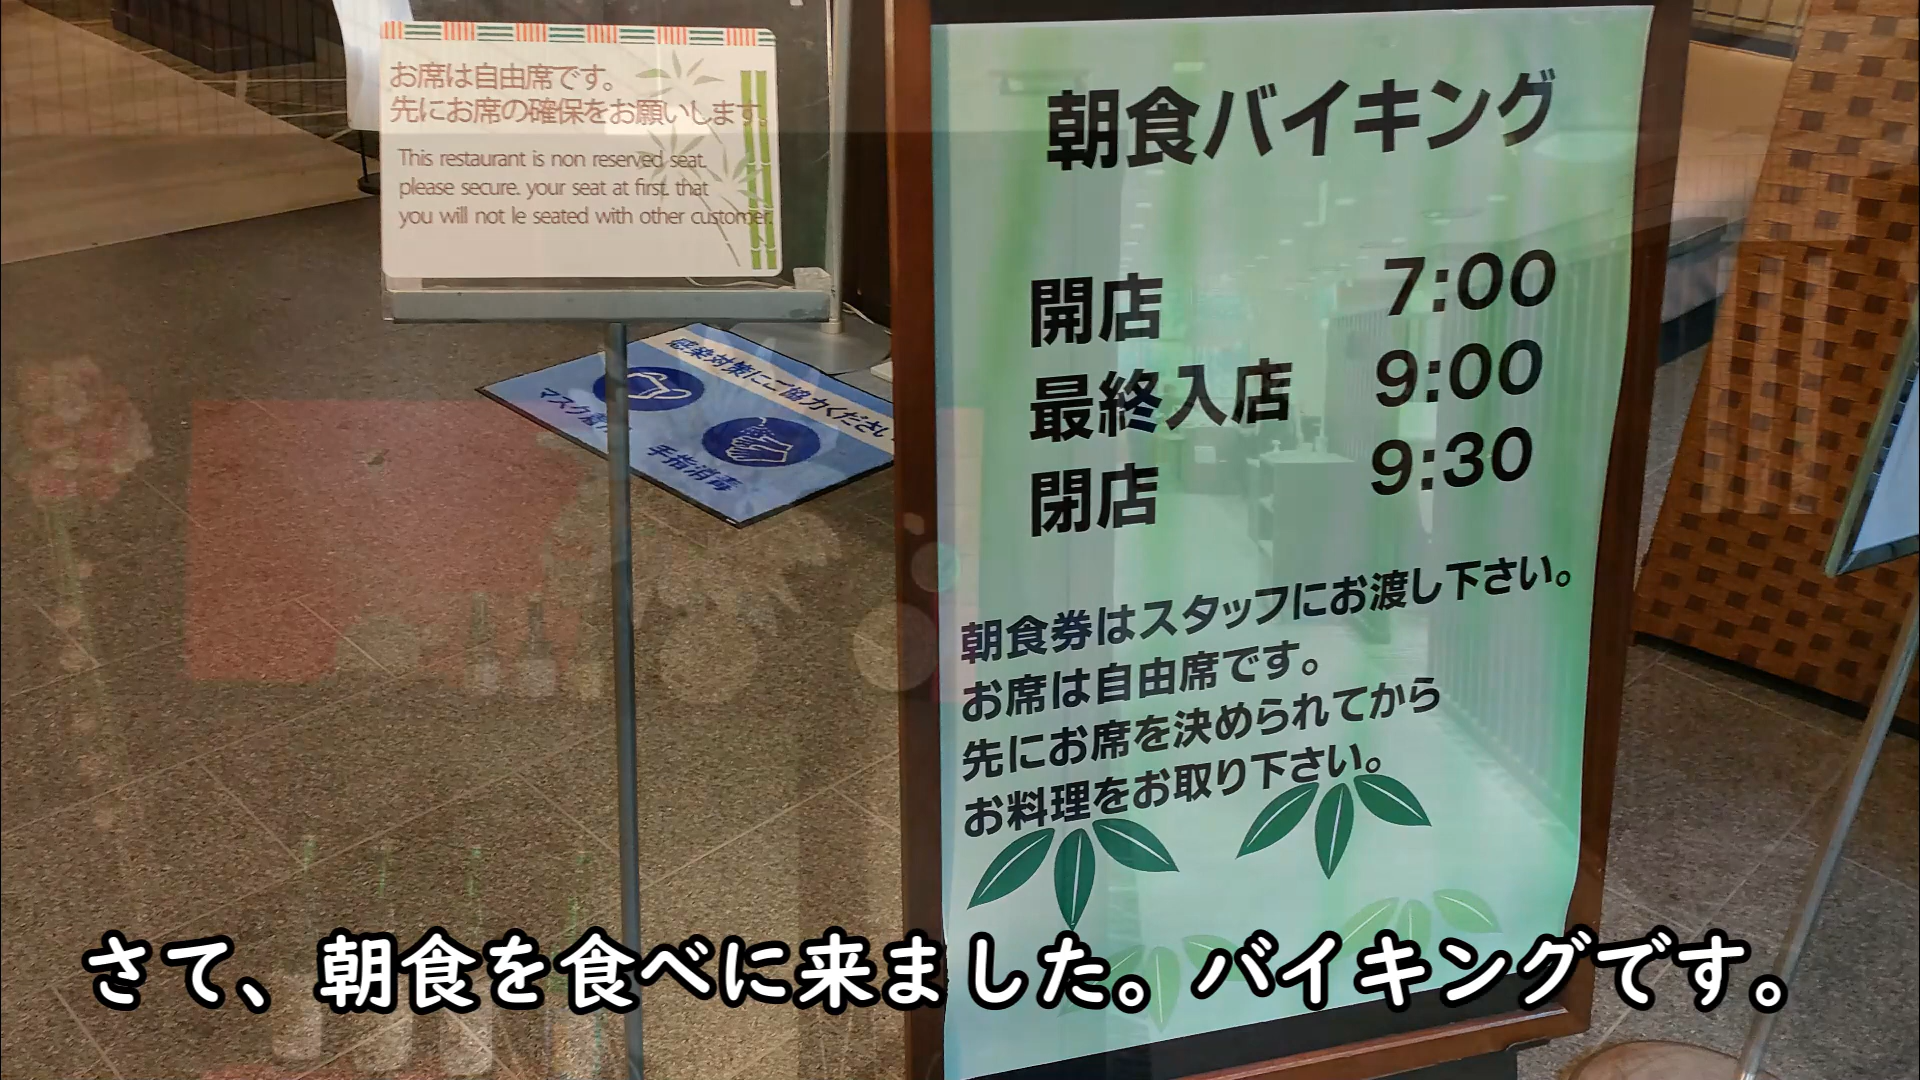 お席は自由席です。
先にお席の確保をお願いします。
This restaurant is non reserved seat.
please secure. your seat at first. that
you will not le seated with other customer.
感染対策にご協力ください
マスク着用
手指消毒
朝食バイキング
開店 7:00
最終入店 9:00
閉店 9:30
朝食券はスタッフにお渡し下さい。
お席は自由席です。
先にお席を決められてから
お料理をお取り下さい。
さて、朝食を食べに来ました。バイキングです。